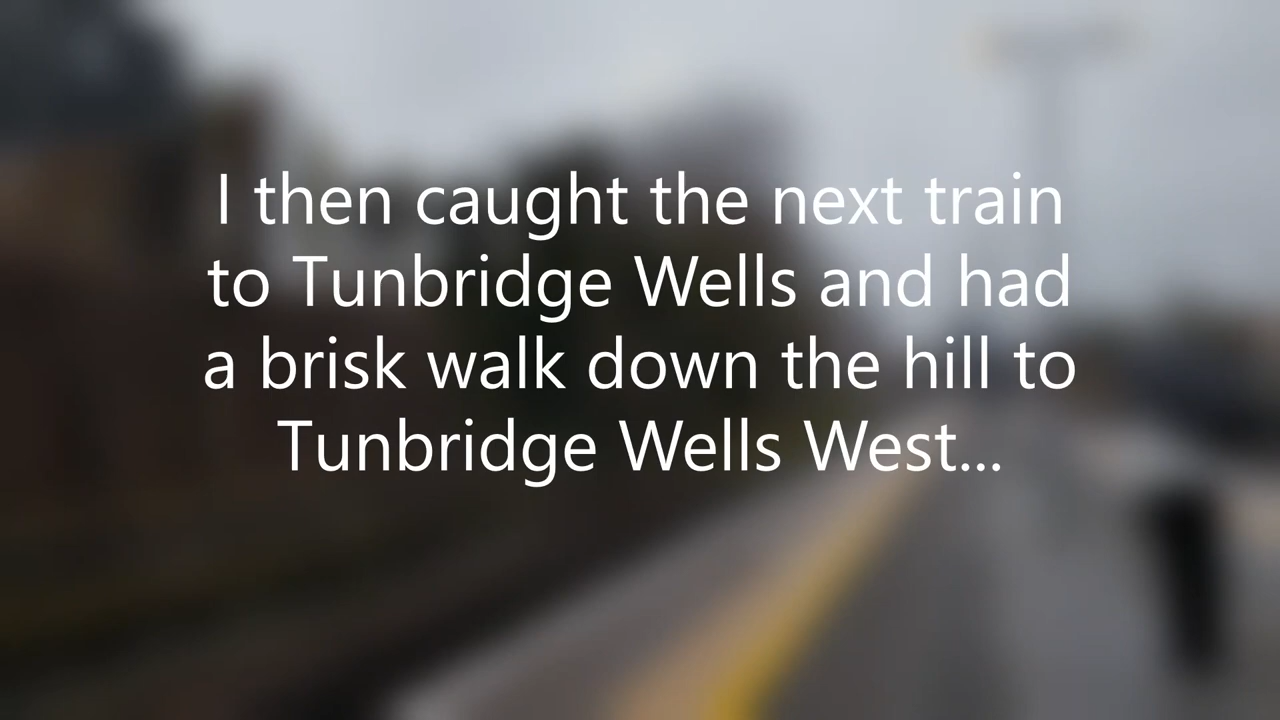 I then caught the next train
to Tunbridge Wells and had
a brisk walk down the hill to
Tunbridge Wells West...